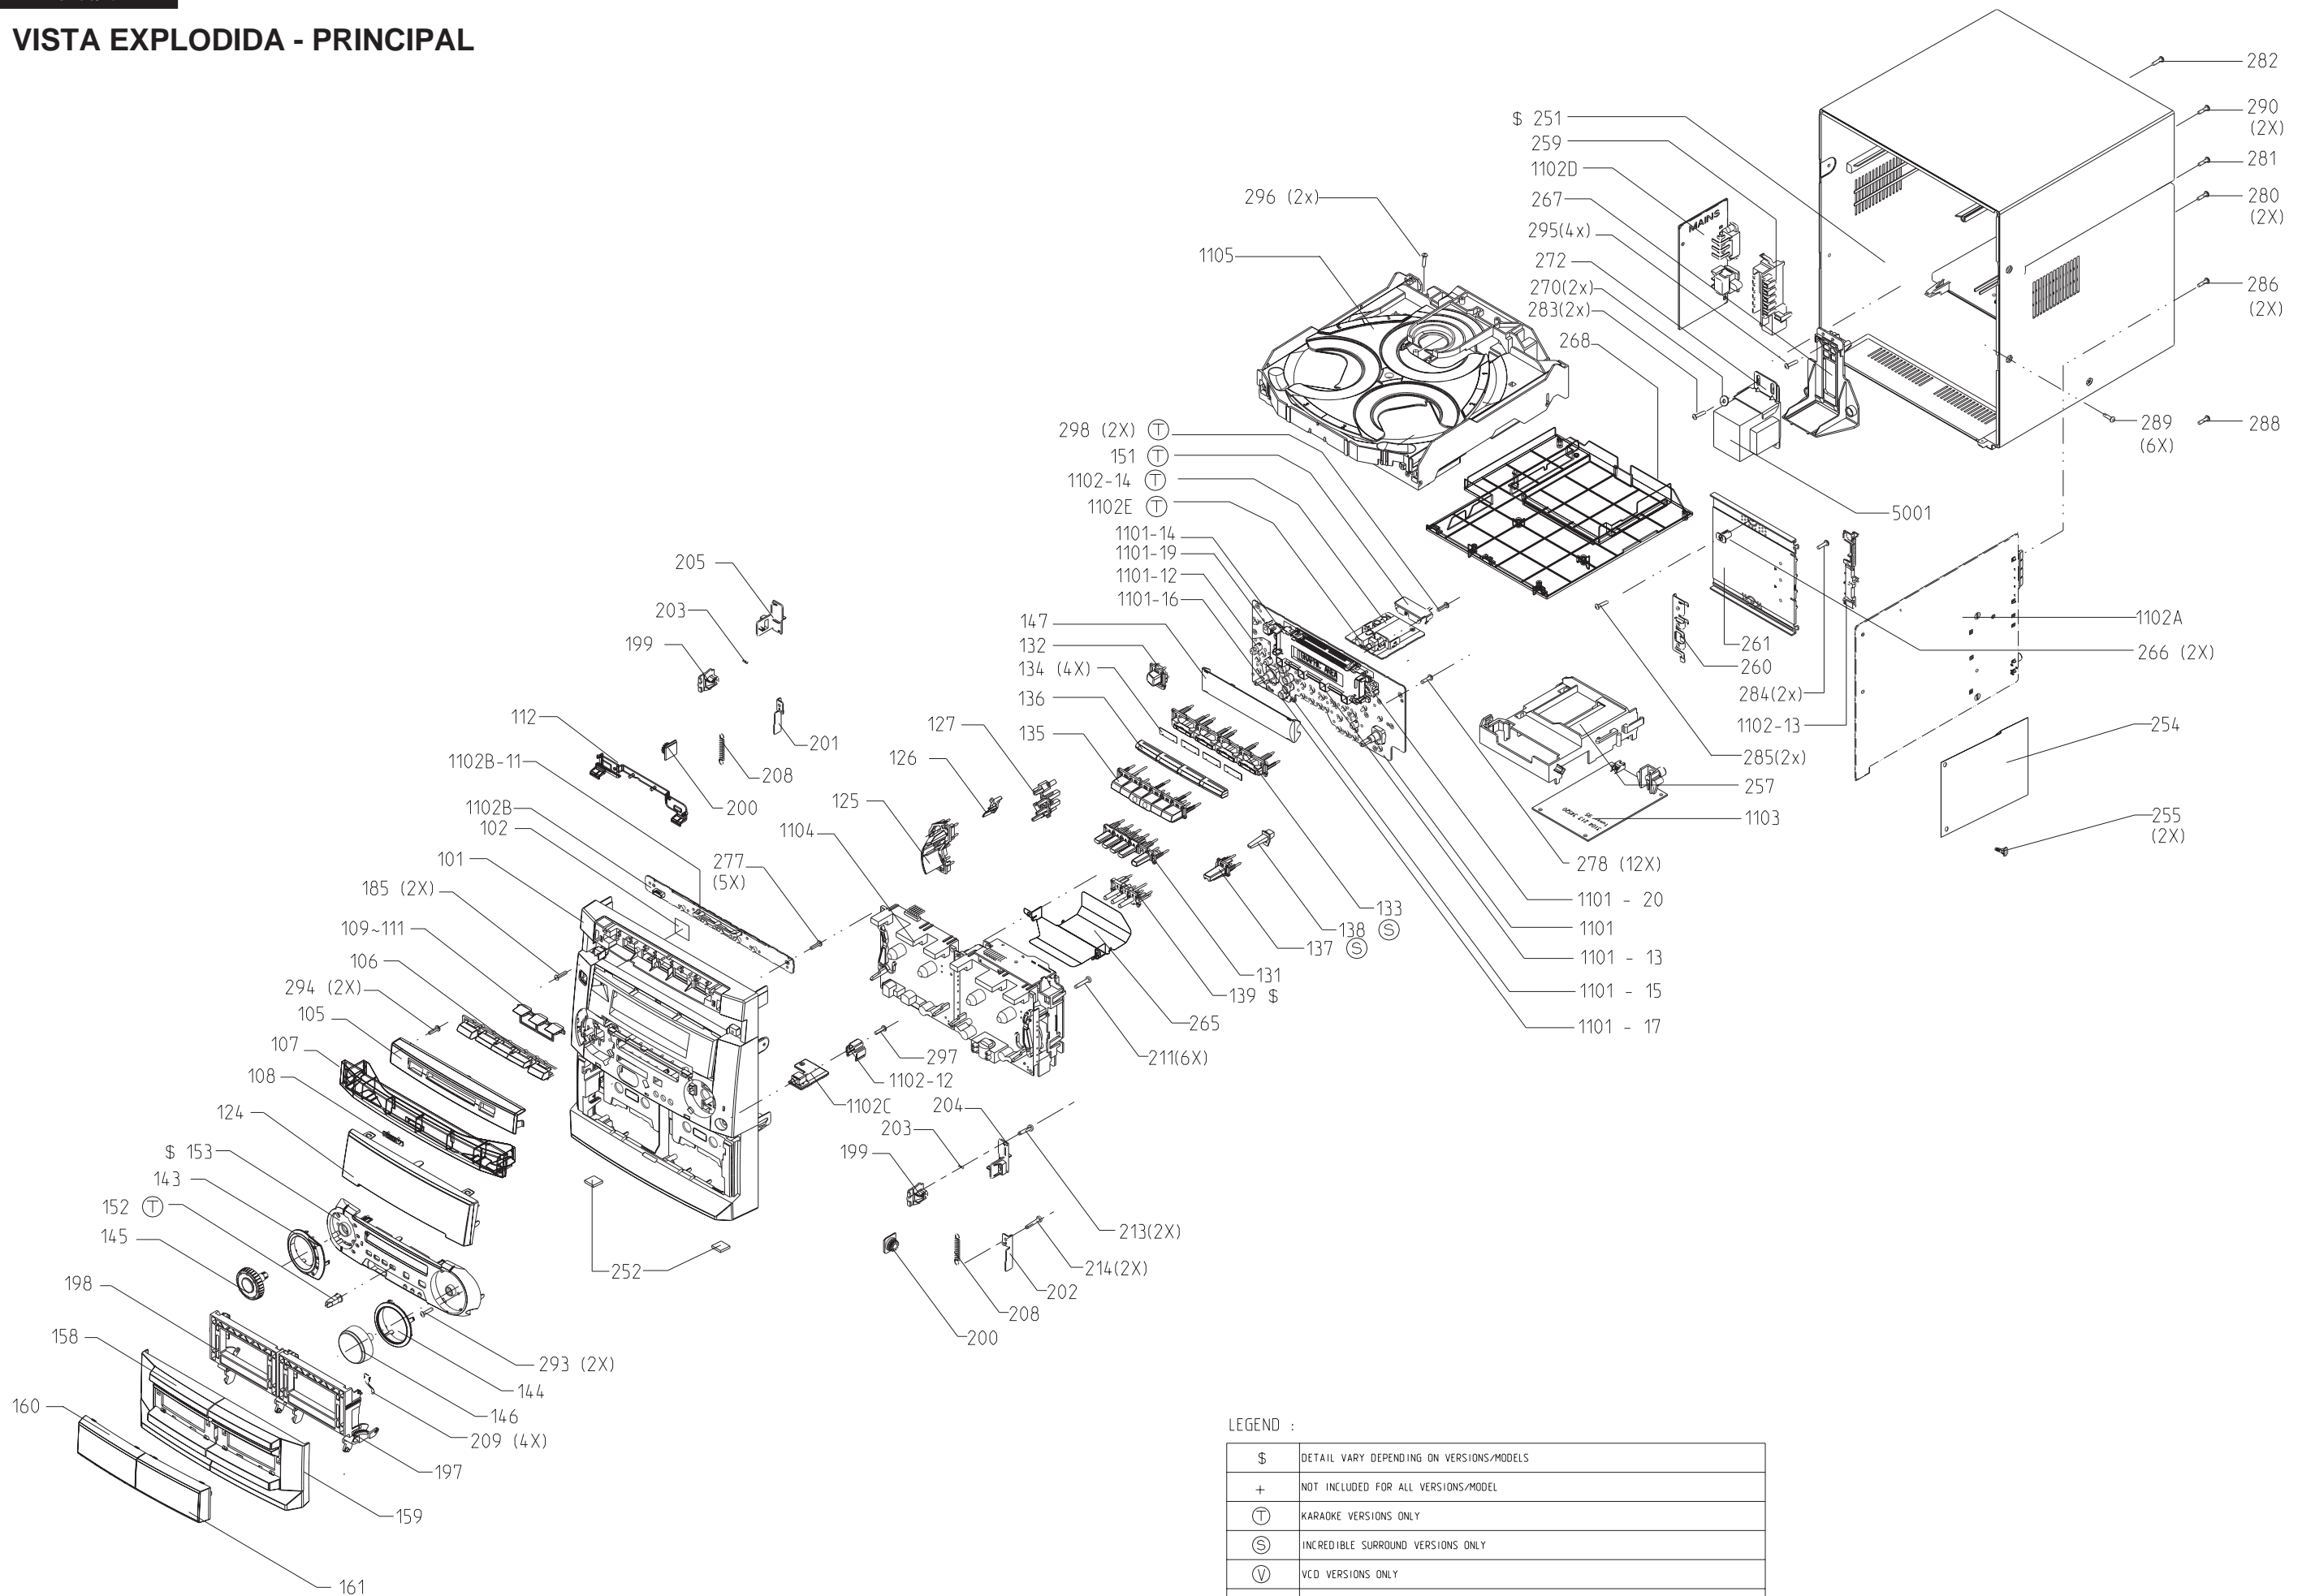 VISTA EXPLODIDA - PRINCIPAL
282
290
(2X)
281
280
(2X)
286
(2X)
288
289
(6X)
$ 251
259
1102D
267
295(4x)
272
270(2x)
283(2x)
268
MAINS
296 (2x)
1105
298 (2X) Ⓣ
151 Ⓣ
1102-14 Ⓣ
1102E Ⓣ
1101-14
1101-19
1101-12
1101-16
147
132
134 (4X)
136
135
127
126
125
1104
5001
261
260
284(2x)
1102-13
285(2x)
257
1103
1102A
266 (2X)
254
255
(2X)
278 (12X)
1101 - 20
1101
1101 - 13
1101 - 15
1101 - 17
133
138 Ⓢ
137 Ⓢ
131
139 $
265
211(6X)
205
203
199
201
208
200
112
1102B-11
1102B
102
101
277
(5X)
185 (2X)
109~111
106
294 (2X)
105
107
108
124
$ 153
143
152 Ⓣ
145
198
158
160
297
1102-12
1102C
204
203
199
213(2X)
214(2X)
202
208
200
252
293 (2X)
144
146
209 (4X)
197
159
161
LEGEND :
$ DETAIL VARY DEPENDING ON VERSIONS/MODELS
+ NOT INCLUDED FOR ALL VERSIONS/MODEL
Ⓣ KARAOKE VERSIONS ONLY
Ⓢ INCREDIBLE SURROUND VERSIONS ONLY
Ⓥ VCD VERSIONS ONLY